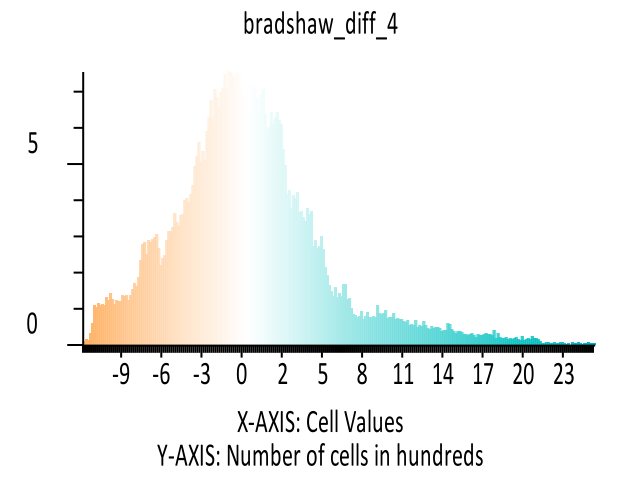 bradshaw_diff_4
5
0
-9 -6 -3 0 2 5 8 11 14 17 20 23
X-AXIS: Cell Values
Y-AXIS: Number of cells in hundreds